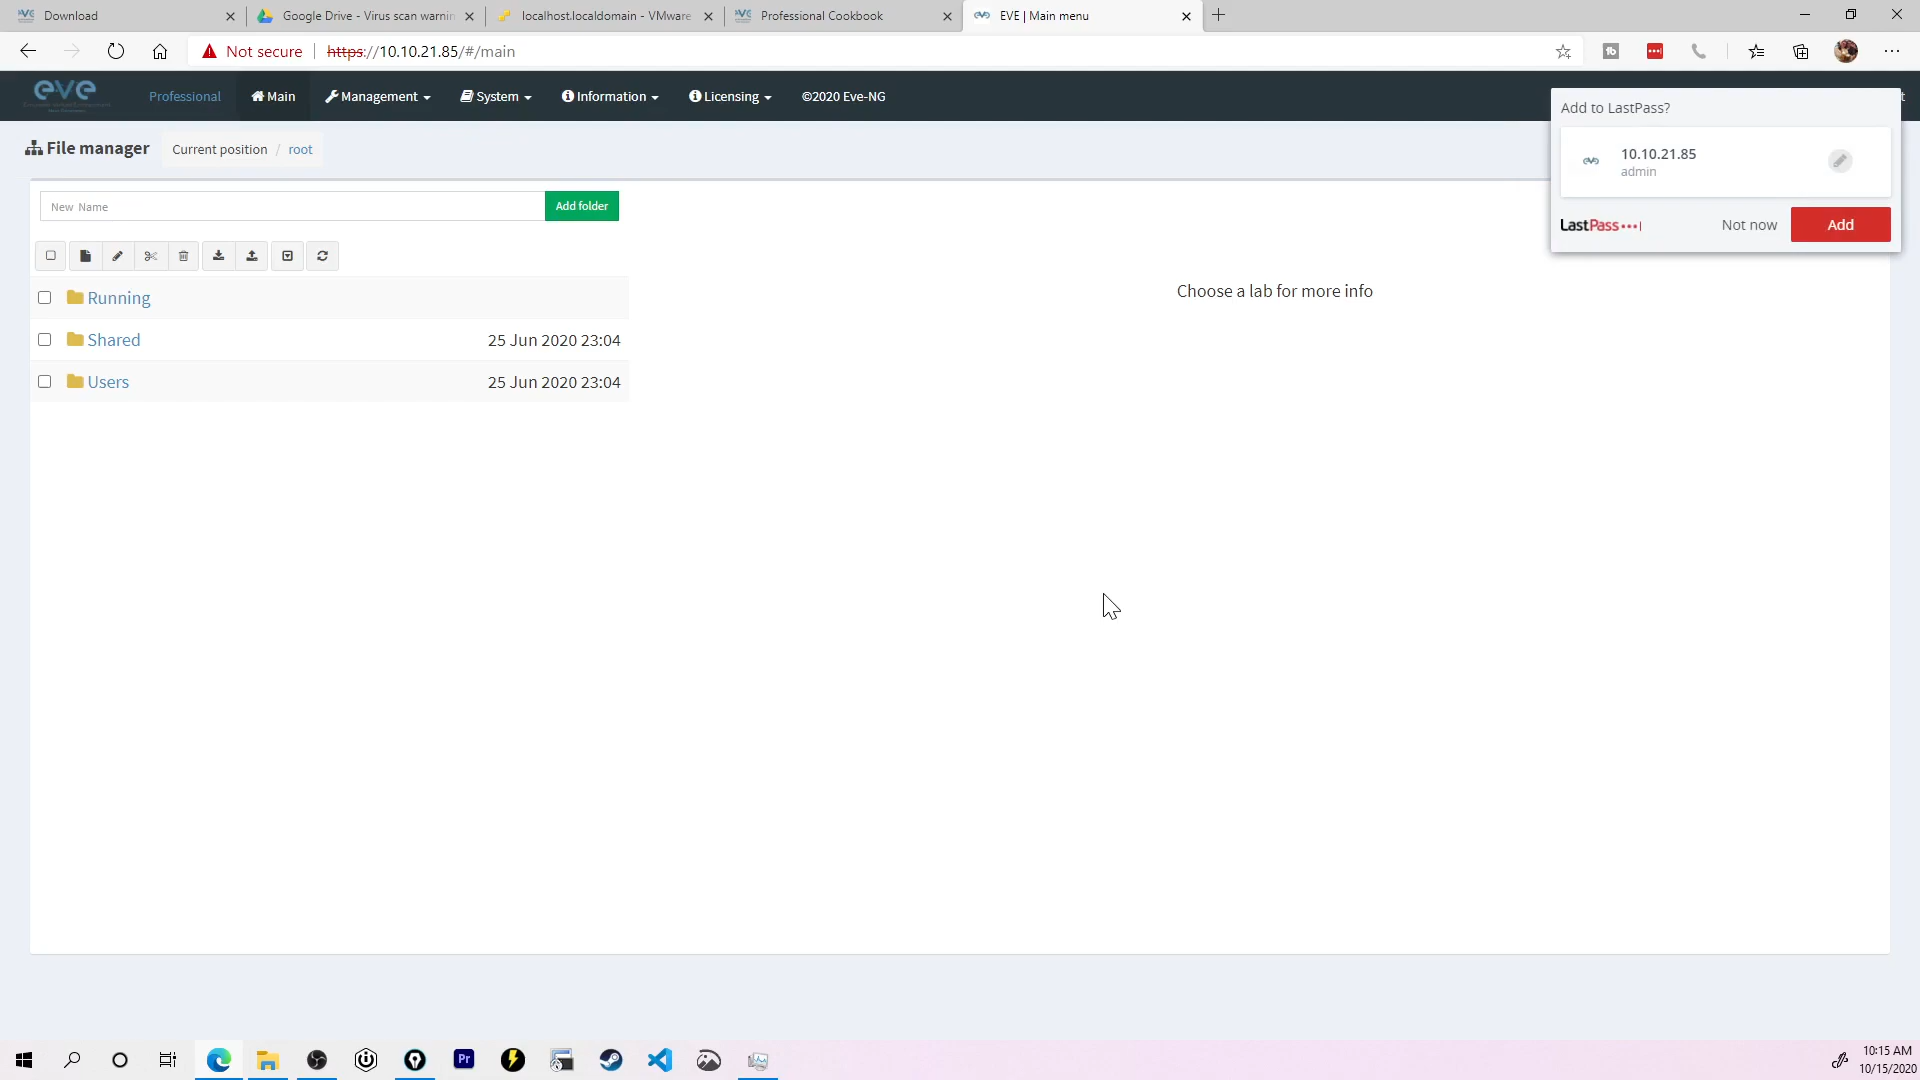 Download
Google Drive - Virus scan warnin
localhost.localdomain - VMware
Professional Cookbook
EVE | Main menu
Not secure
https://10.10.21.85/#/main
eve
Professional
Main
Management
System
Information
Licensing
©2020 Eve-NG
t
Add to LastPass?
10.10.21.85
admin
LastPass
Not now
Add
File manager
Current position / root
New Name
Add folder
Running
Shared 25 Jun 2020 23:04
Users 25 Jun 2020 23:04
Choose a lab for more info
Pr
10:15 AM
10/15/2020